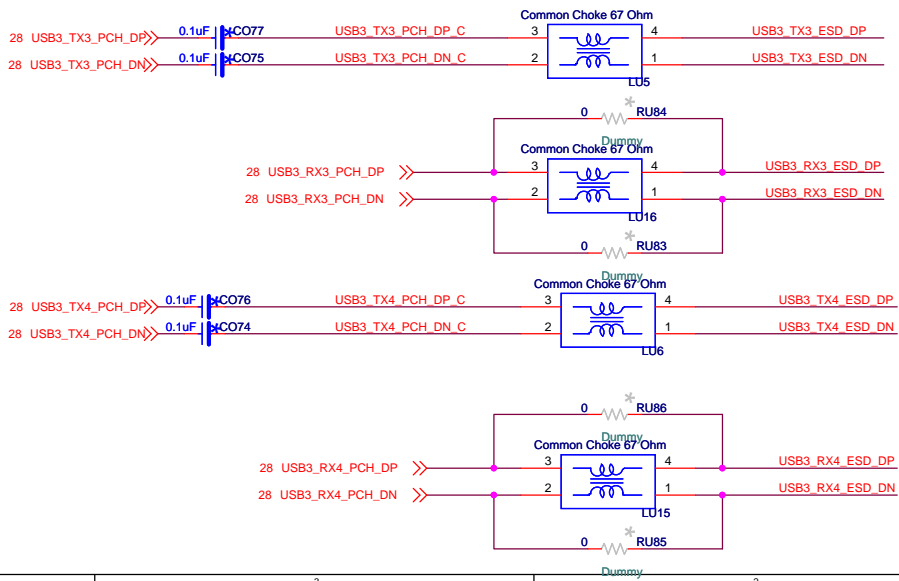 Common Choke 67 Ohm
28 USB3_TX3_PCH_DP 0.1uF CO77 USB3_TX3_PCH_DP_C 3 4 USB3_TX3_ESD_DP
28 USB3_TX3_PCH_DN 0.1uF CO75 USB3_TX3_PCH_DN_C 2 1 USB3_TX3_ESD_DN
LU5
0 * RU84
Dummy
Common Choke 67 Ohm
28 USB3_RX3_PCH_DP 3 4 USB3_RX3_ESD_DP
28 USB3_RX3_PCH_DN 2 1 USB3_RX3_ESD_DN
LU16
0 * RU83
Dummy
Common Choke 67 Ohm
28 USB3_TX4_PCH_DP 0.1uF CO76 USB3_TX4_PCH_DP_C 3 4 USB3_TX4_ESD_DP
28 USB3_TX4_PCH_DN 0.1uF CO74 USB3_TX4_PCH_DN_C 2 1 USB3_TX4_ESD_DN
LU6
0 * RU86
Dummy
Common Choke 67 Ohm
28 USB3_RX4_PCH_DP 3 4 USB3_RX4_ESD_DP
28 USB3_RX4_PCH_DN 2 1 USB3_RX4_ESD_DN
LU15
0 * RU85
Dummy